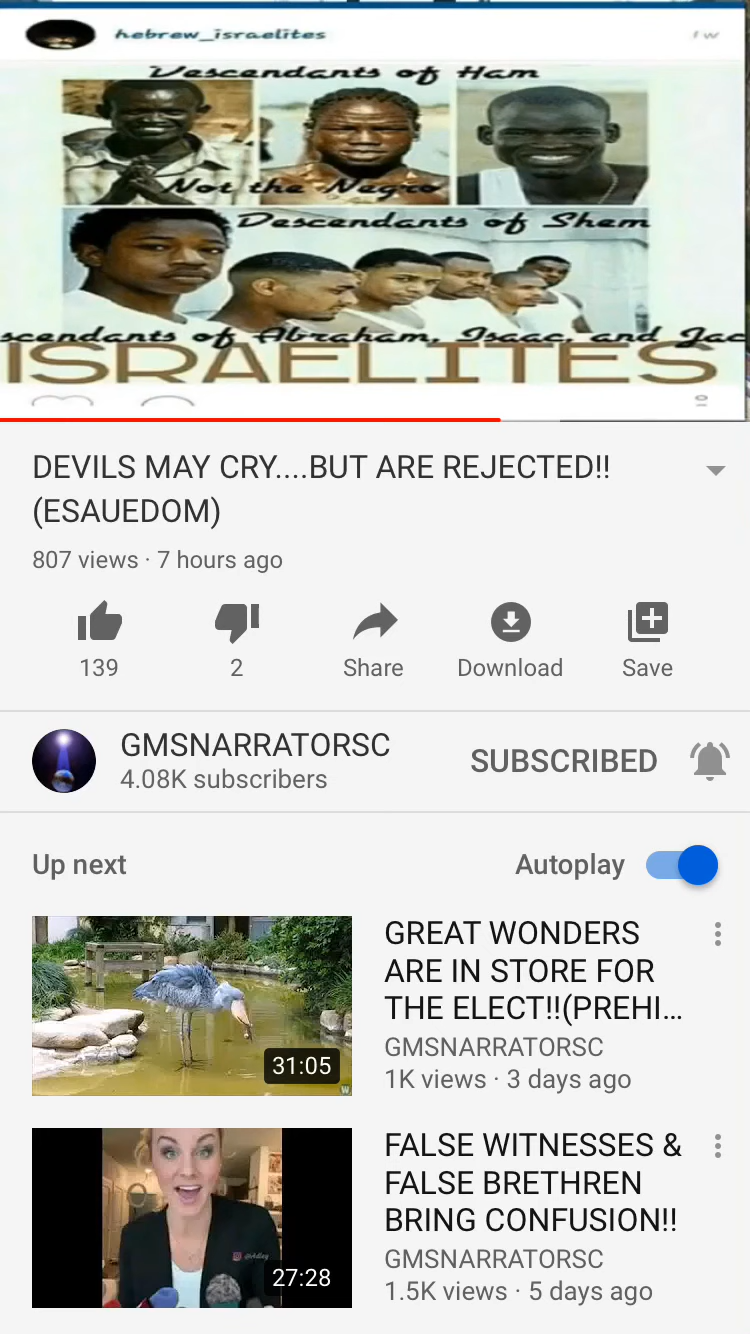 hebrew_israelites
1w
Descendants of Ham
Not the Negro
Descendants of Shem
scendants of Abraham, Isaac, and Jac
ISRAELITES
DEVILS MAY CRY....BUT ARE REJECTED!!
(ESAUEDOM)
807 views · 7 hours ago
139
2
Share
Download
Save
GMSNARRATORSC
4.08K subscribers
SUBSCRIBED
Up next
Autoplay
31:05
W
GREAT WONDERS
ARE IN STORE FOR
THE ELECT!!(PREHI...
GMSNARRATORSC
1K views · 3 days ago
27:28
FALSE WITNESSES &
FALSE BRETHREN
BRING CONFUSION!!
GMSNARRATORSC
1.5K views · 5 days ago